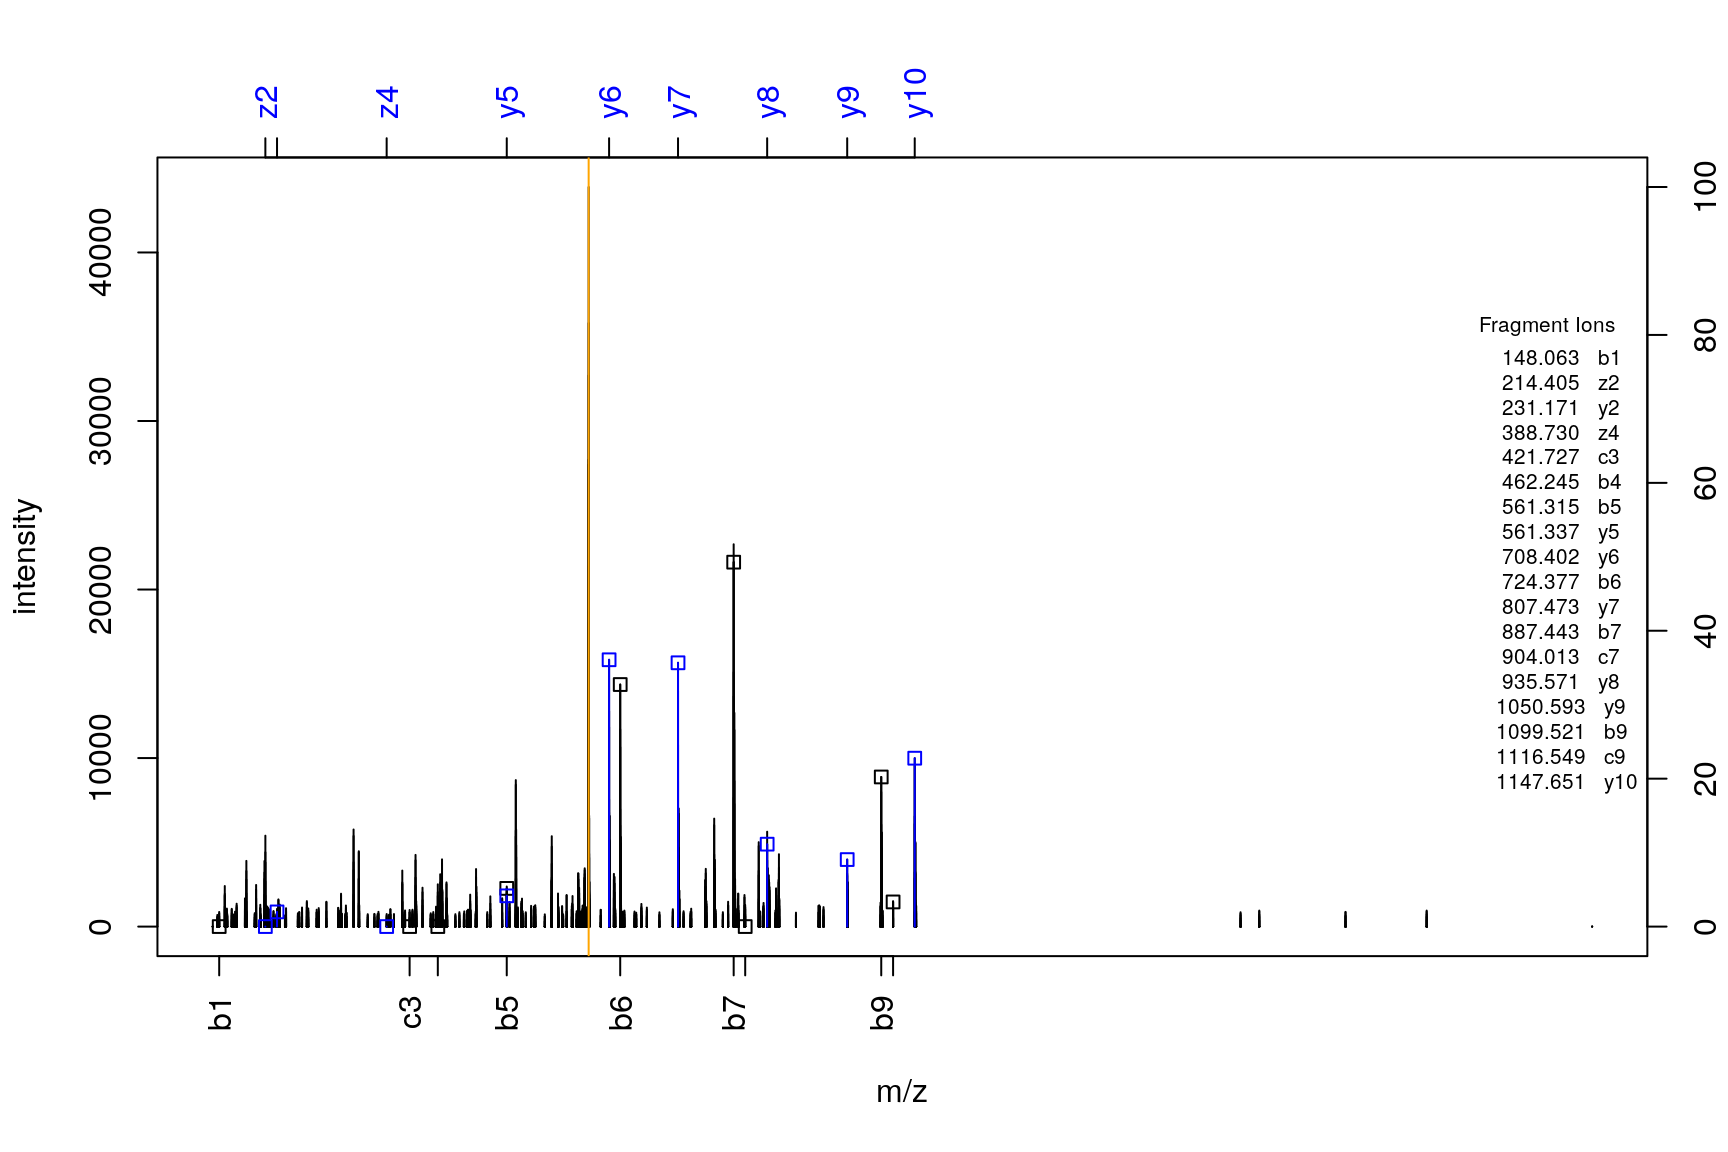 z2 z4 y5 y6 y7 y8 y9 y10
40000
30000
20000
10000
0
intensity
100
80
60
40
20
0
Fragment Ions
148.063 b1
214.405 z2
231.171 y2
388.730 z4
421.727 c3
462.245 b4
561.315 b5
561.337 y5
708.402 y6
724.377 b6
807.473 y7
887.443 b7
904.013 c7
935.571 y8
1050.593 y9
1099.521 b9
1116.549 c9
1147.651 y10
b1 c3 b5 b6 b7 b9
m/z